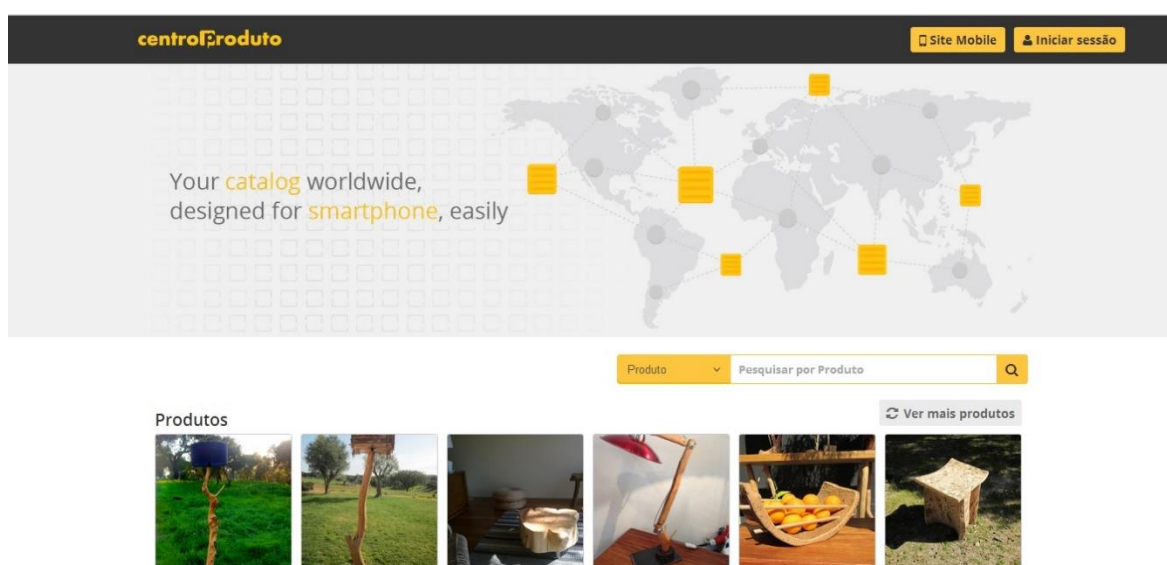 centroProduto
Site Mobile
Iniciar sessão
Your catalog worldwide,
designed for smartphone, easily
Produto
Pesquisar por Produto
Produtos
Ver mais produtos